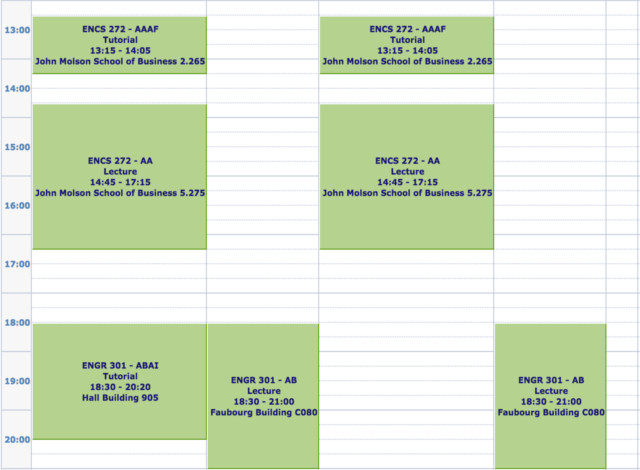 13:00
14:00
15:00
16:00
17:00
18:00
19:00
20:00
ENCS 272 - AAAF
Tutorial
13:15 - 14:05
John Molson School of Business 2.265
ENCS 272 - AAAF
Tutorial
13:15 - 14:05
John Molson School of Business 2.265
ENCS 272 - AA
Lecture
14:45 - 17:15
John Molson School of Business 5.275
ENCS 272 - AA
Lecture
14:45 - 17:15
John Molson School of Business 5.275
ENGR 301 - ABAI
Tutorial
18:30 - 20:20
Hall Building 905
ENGR 301 - AB
Lecture
18:30 - 21:00
Faubourg Building C080
ENGR 301 - AB
Lecture
18:30 - 21:00
Faubourg Building C080